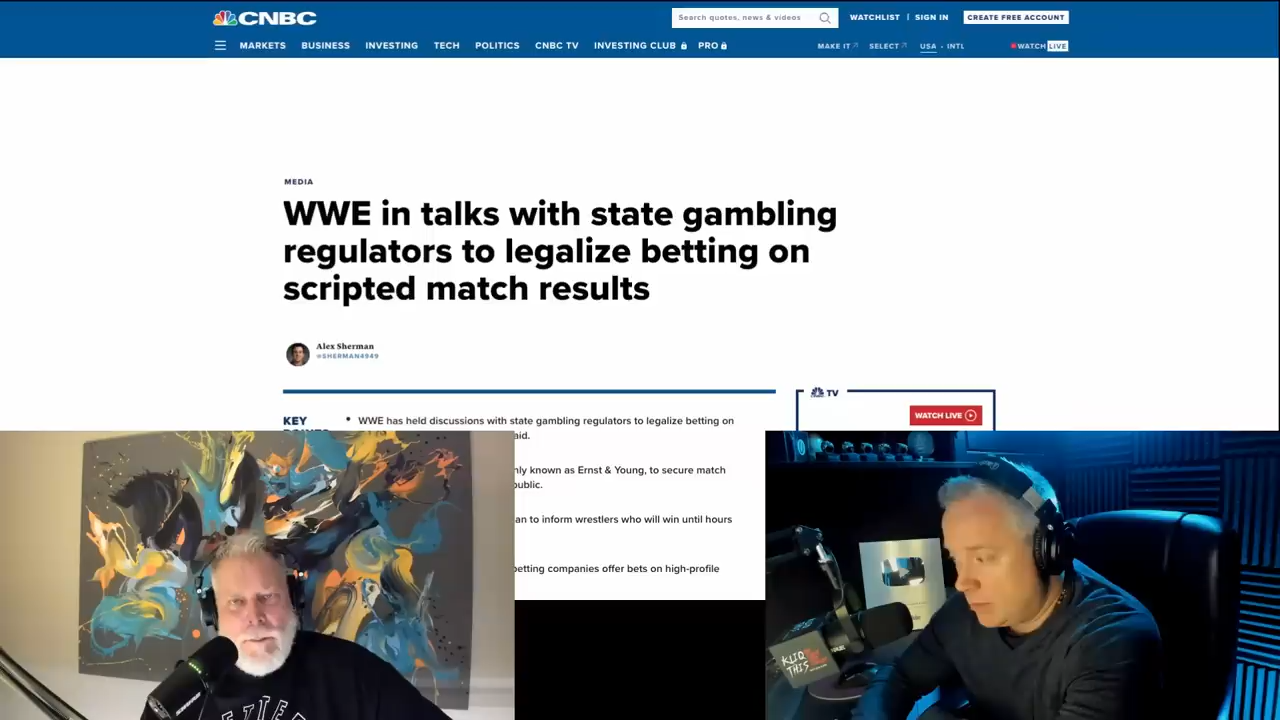 CNBC
Search quotes, news & videos
WATCHLIST | SIGN IN
CREATE FREE ACCOUNT
MARKETS BUSINESS INVESTING TECH POLITICS CNBC TV INVESTING CLUB PRO
MAKE IT SELECT USA • INTL WATCH LIVE
MEDIA
WWE in talks with state gambling
regulators to legalize betting on
scripted match results
Alex Sherman
@SHERMAN4949
TV
WATCH LIVE
KEY
• WWE has held discussions with state gambling regulators to legalize betting on
aid.
nly known as Ernst & Young, to secure match
public.
an to inform wrestlers who will win until hours
betting companies offer bets on high-profile
KLIQ
THIS